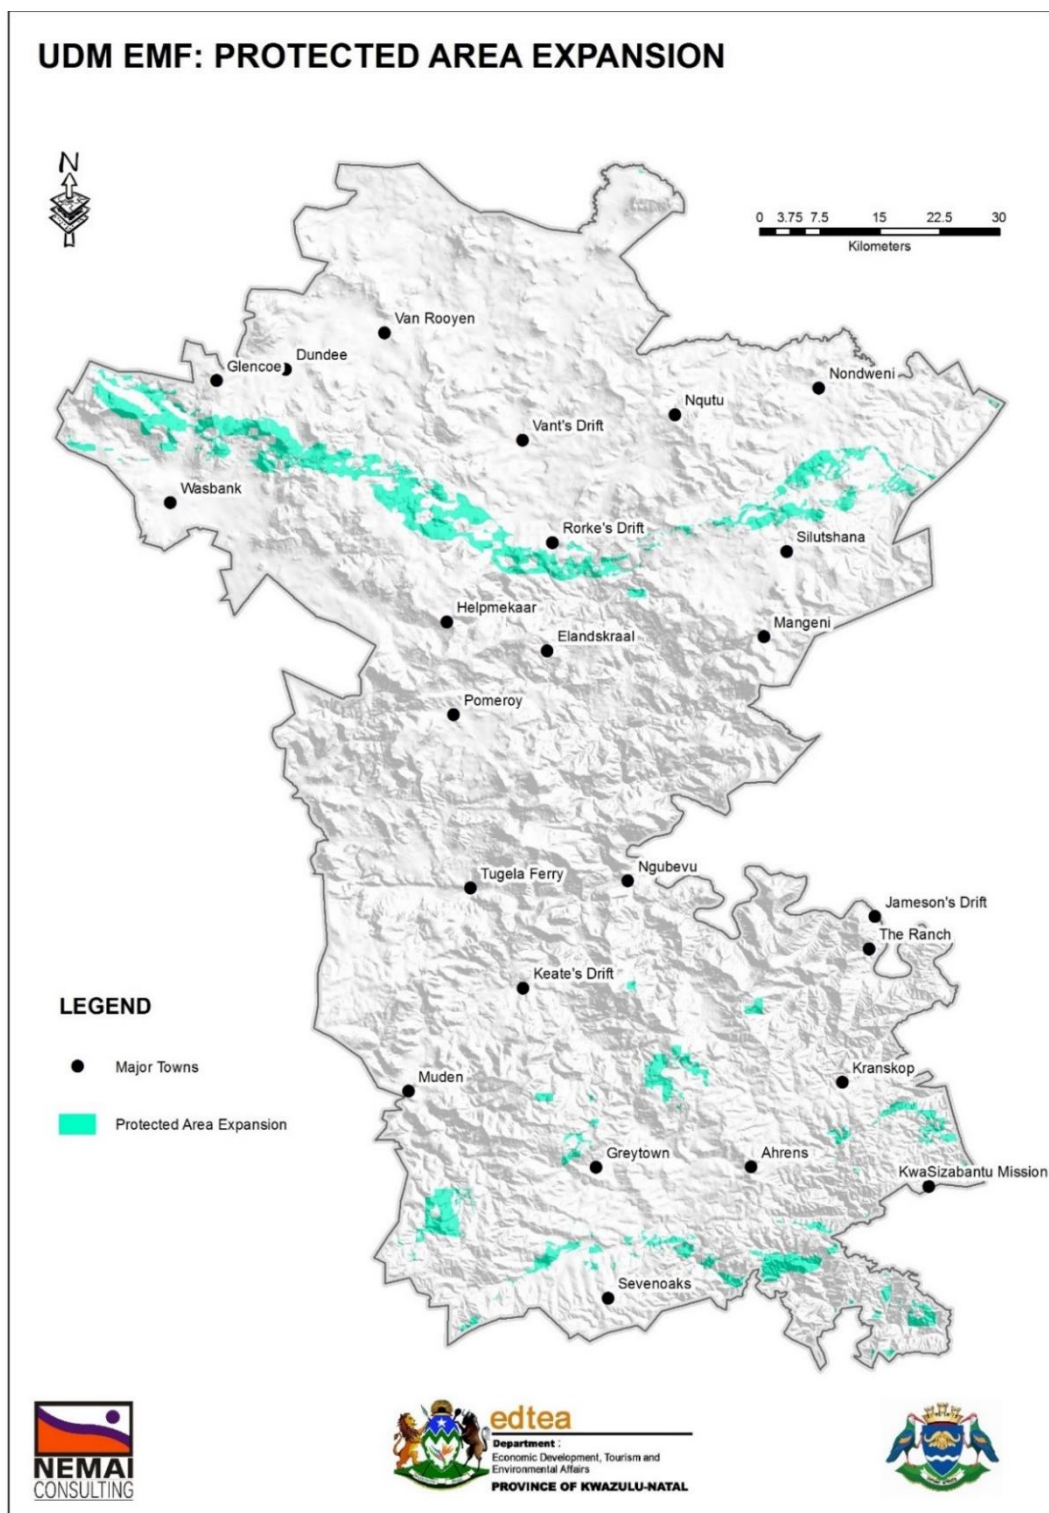 UDM EMF: PROTECTED AREA EXPANSION
N
0 3.75 7.5 15 22.5 30
Kilometers
Van Rooyen
Dundee
Glencoe
Nondweni
Nqutu
Vant's Drift
Wasbank
Rorke's Drift
Silutshana
Helpmekaar
Mangeni
Elandskraal
Pomeroy
Ngubevu
Tugela Ferry
Jameson's Drift
The Ranch
Keate's Drift
LEGEND
Major Towns
Protected Area Expansion
Muden
Kranskop
Greytown
Ahrens
KwaSizabantu Mission
Sevenoaks
NEMAI
CONSULTING
edtea
Department :
Economic Development, Tourism and
Environmental Affairs
PROVINCE OF KWAZULU-NATAL